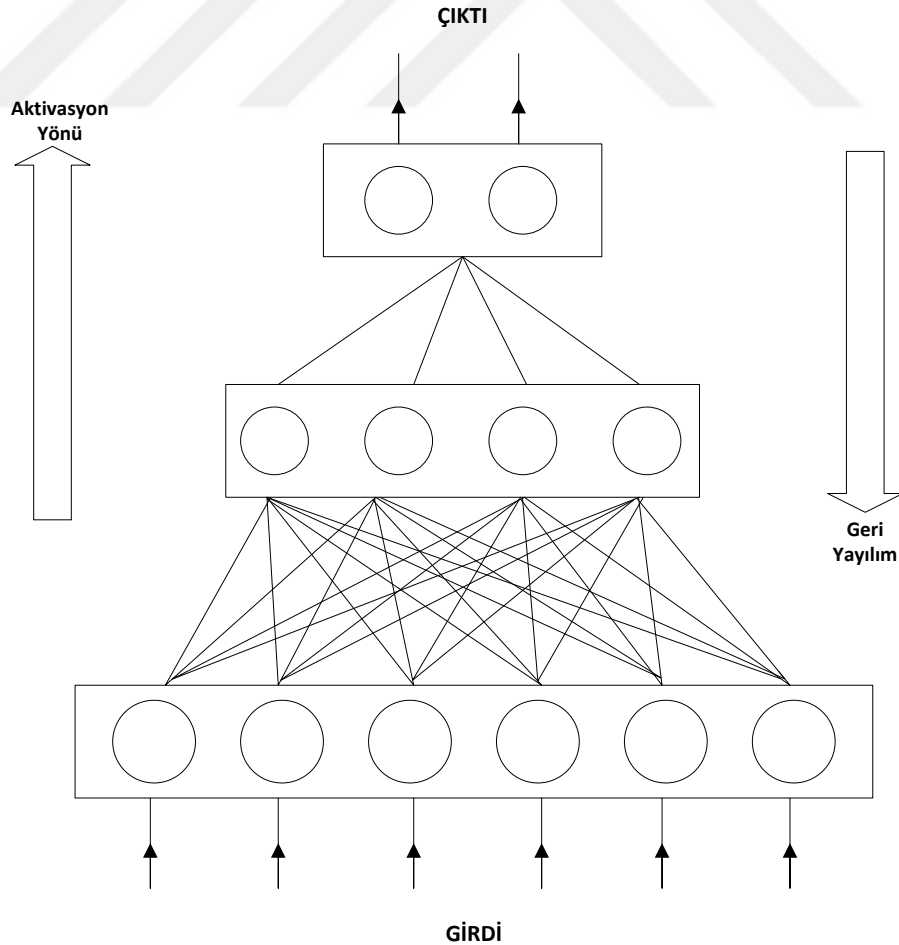 ÇIKTI
Aktivasyon
Yönü
Geri
Yayılım
GİRDİ